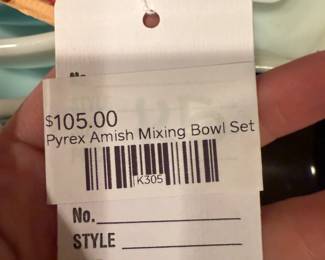 $105.00
Pyrex Amish Mixing Bowl Set
K305
No.
STYLE